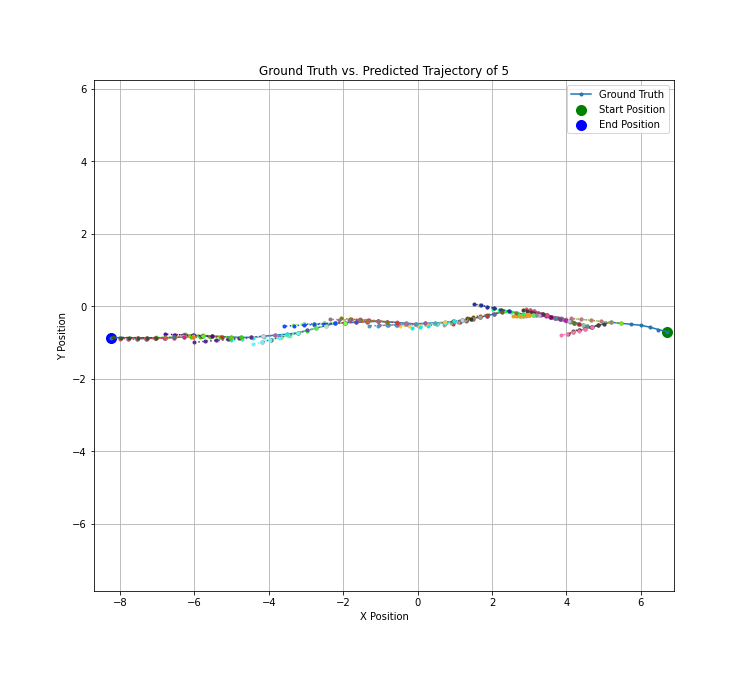 Ground Truth vs. Predicted Trajectory of 5
Ground Truth
Start Position
End Position
6
4
2
0
−2
−4
−6
Y Position
−8 −6 −4 −2 0 2 4 6
X Position